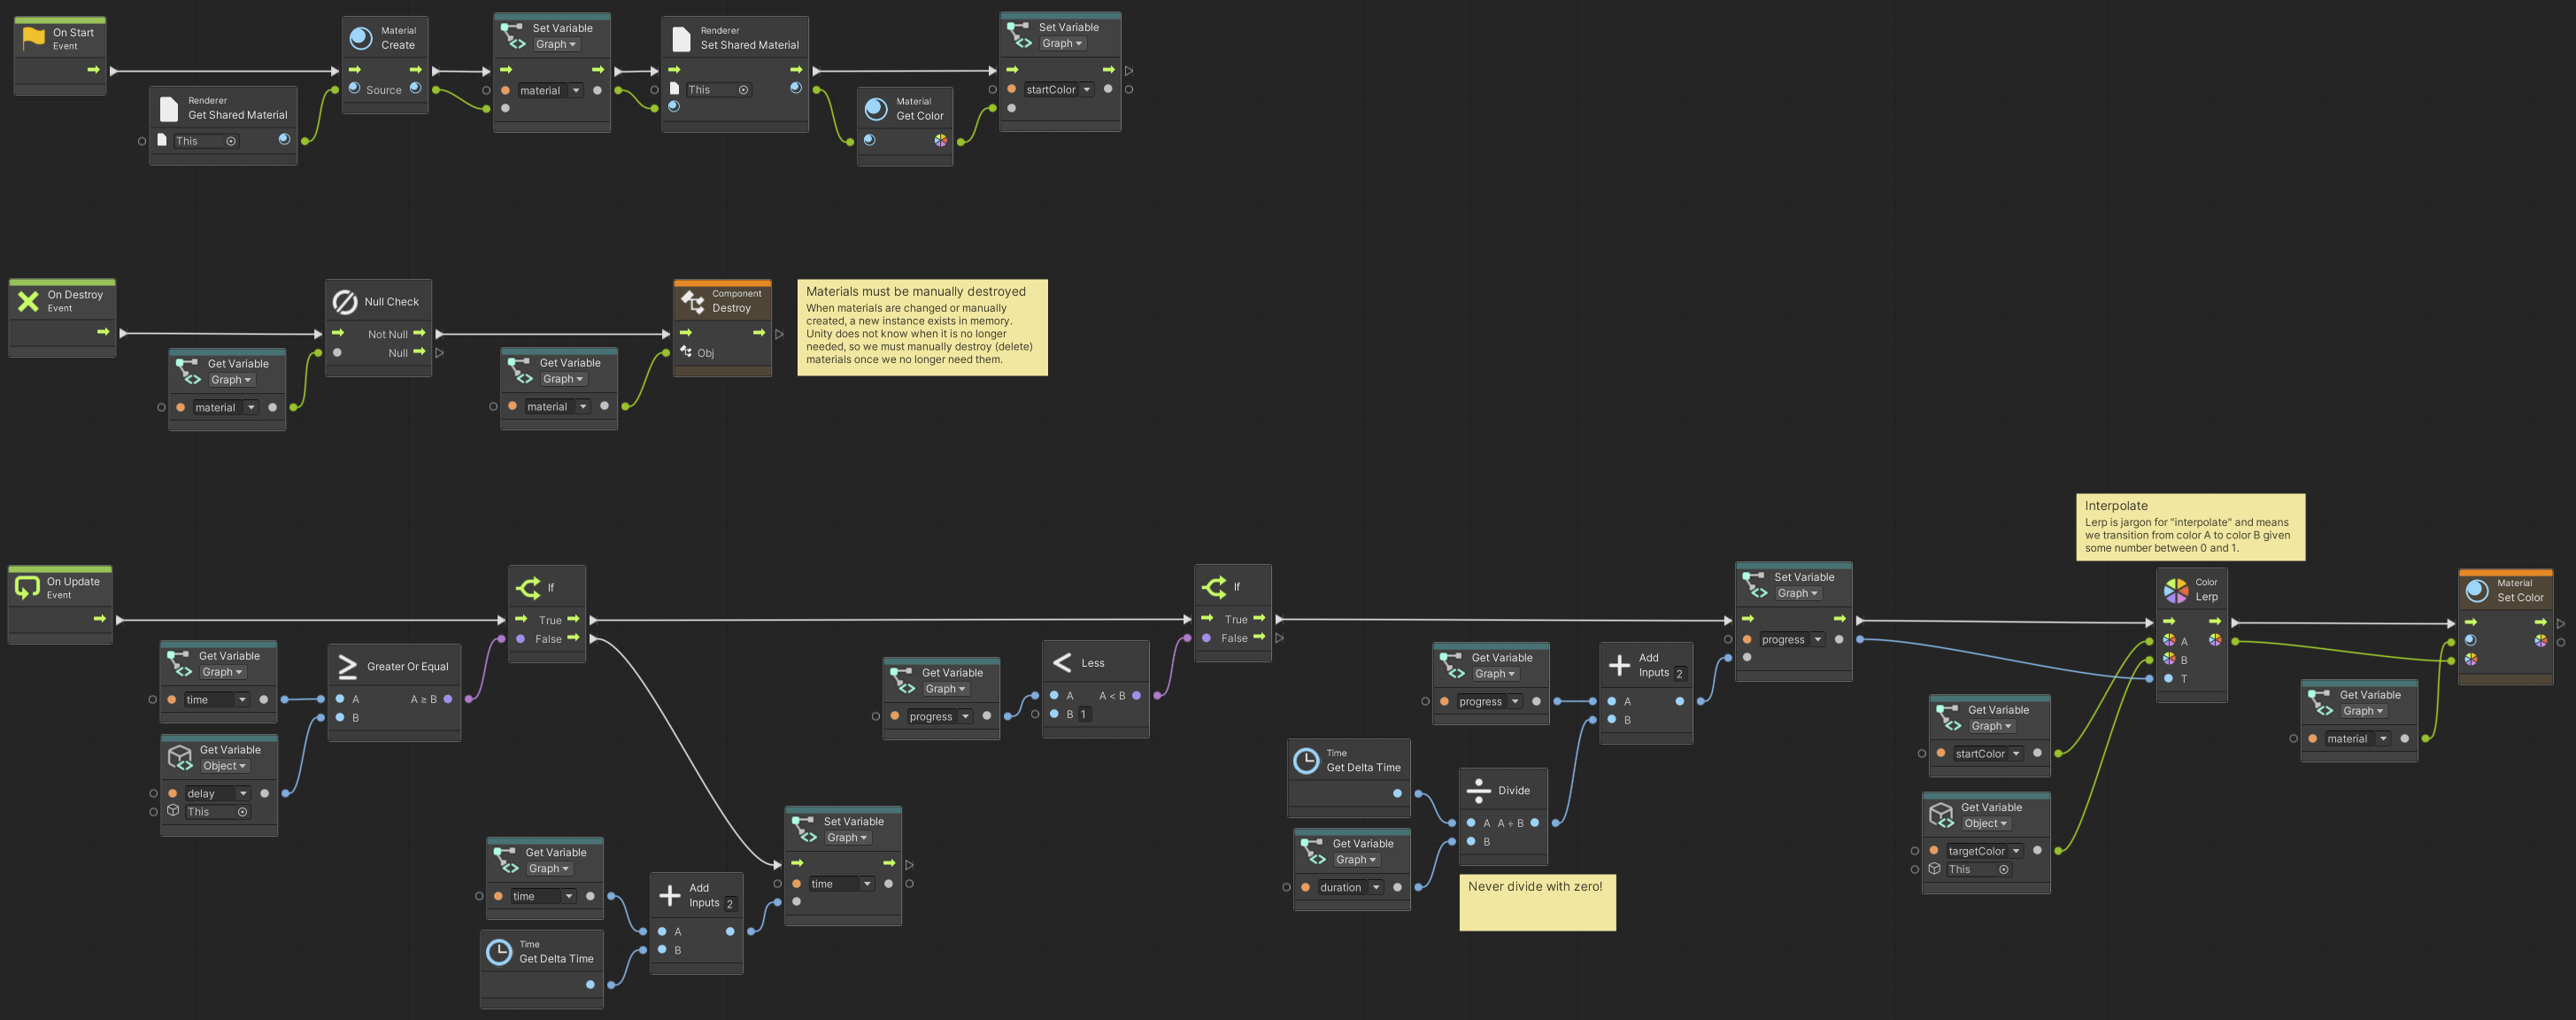 On Start
Event
Renderer
Get Shared Material
This
Material
Create
Source
Set Variable
Graph
material
Renderer
Set Shared Material
This
Material
Get Color
Set Variable
Graph
startColor
On Destroy
Event
Get Variable
Graph
material
Null Check
Not Null
Null
Get Variable
Graph
material
Component
Destroy
Obj
Materials must be manually destroyed
When materials are changed or manually
created, a new instance exists in memory.
Unity does not know when it is no longer
needed, so we must manually destroy (delete)
materials once we no longer need them.
On Update
Event
Get Variable
Graph
time
Get Variable
Object
delay
This
Greater Or Equal
A A ≥ B
B
If
True
False
Get Variable
Graph
time
Time
Get Delta Time
Add
Inputs 2
A
B
Set Variable
Graph
time
Get Variable
Graph
progress
Less
A A < B
B 1
If
True
False
Get Variable
Graph
progress
Time
Get Delta Time
Get Variable
Graph
duration
Divide
A A ÷ B
B
Never divide with zero!
Add
Inputs 2
A
B
Set Variable
Graph
progress
Interpolate
Lerp is jargon for "interpolate" and means
we transition from color A to color B given
some number between 0 and 1.
Get Variable
Graph
startColor
Get Variable
Object
targetColor
This
Color
Lerp
A
B
T
Get Variable
Graph
material
Material
Set Color